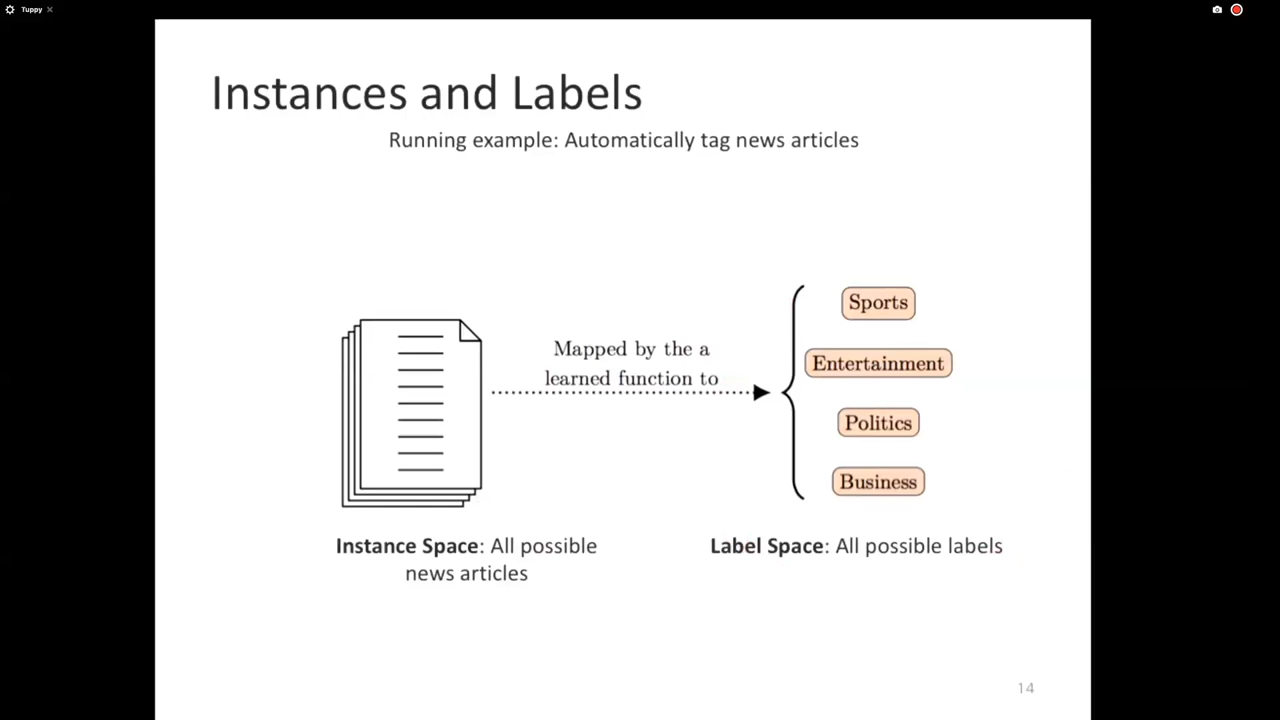 Tuppy
Instances and Labels
Running example: Automatically tag news articles
Mapped by the a
learned function to
Sports
Entertainment
Politics
Business
Instance Space: All possible
news articles
Label Space: All possible labels
14